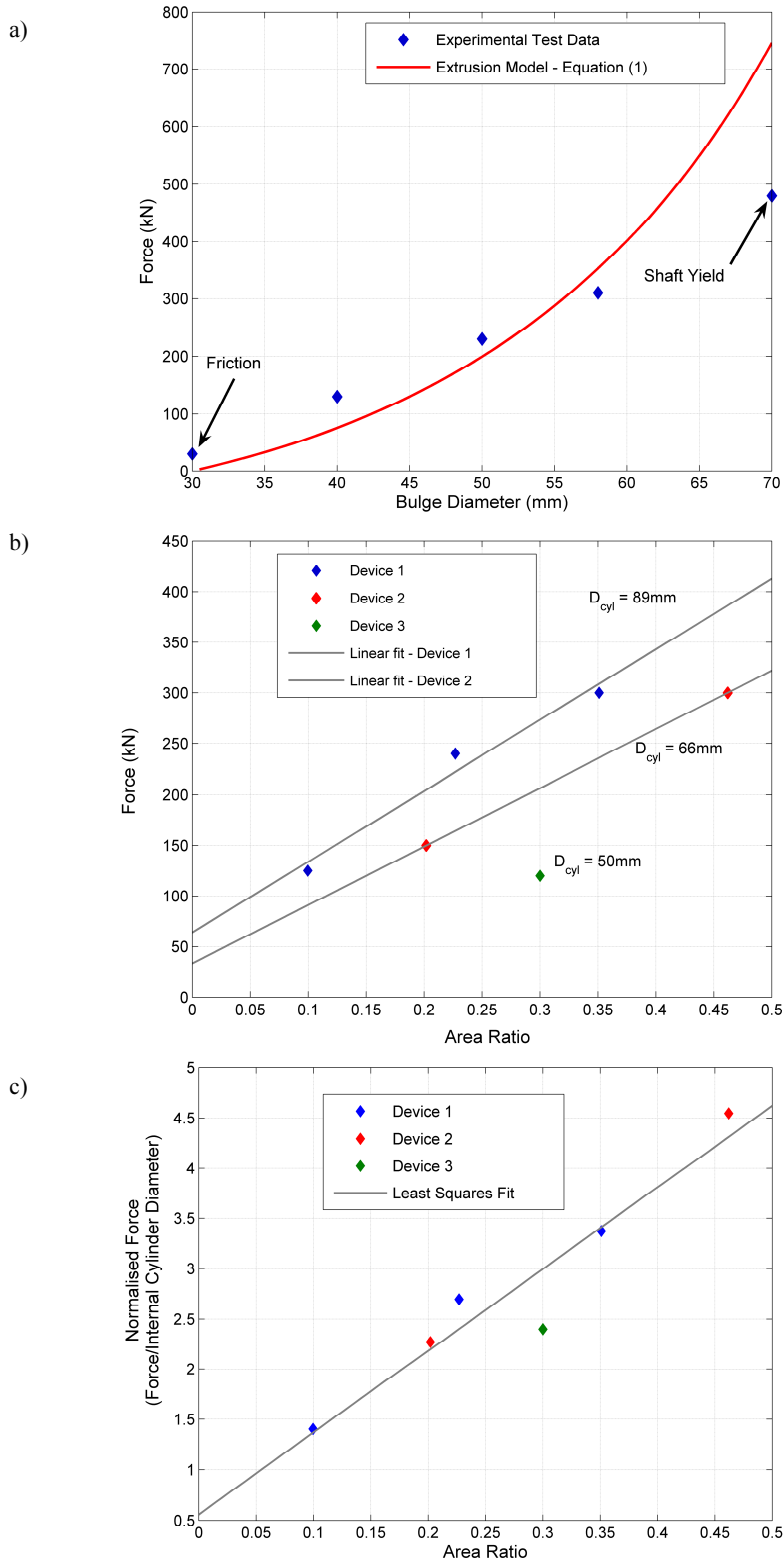 a)
800
700
600
500
400
300
200
100
0
Force (kN)
Experimental Test Data
Extrusion Model - Equation (1)
Friction
Shaft Yield
30 35 40 45 50 55 60 65 70
Bulge Diameter (mm)
b)
450
400
350
300
250
200
150
100
50
0
Force (kN)
Device 1
Device 2
Device 3
Linear fit - Device 1
Linear fit - Device 2
Dcyl = 89mm
Dcyl = 66mm
Dcyl = 50mm
0 0.05 0.1 0.15 0.2 0.25 0.3 0.35 0.4 0.45 0.5
Area Ratio
c)
5
4.5
4
3.5
3
2.5
2
1.5
1
0.5
Normalised Force
(Force/Internal Cylinder Diameter)
Device 1
Device 2
Device 3
Least Squares Fit
0 0.05 0.1 0.15 0.2 0.25 0.3 0.35 0.4 0.45 0.5
Area Ratio